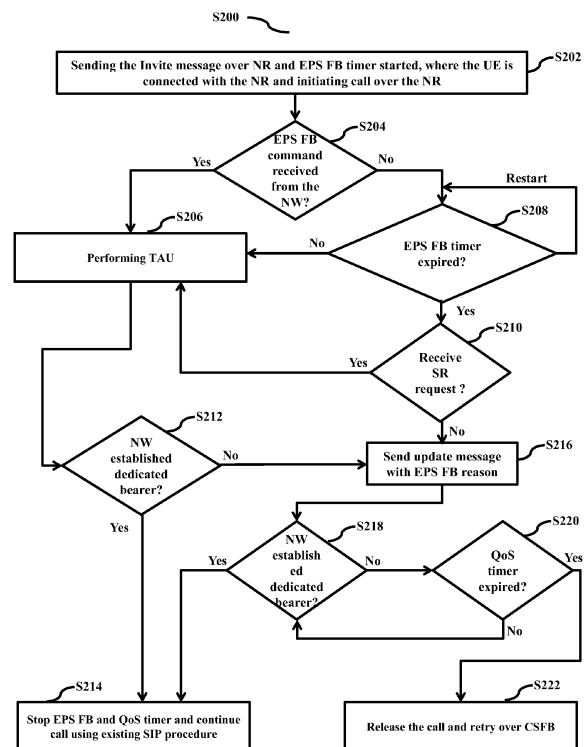 S200
Sending the Invite message over NR and EPS FB timer started, where the UE is
connected with the NR and initiating call over the NR
S202
S204
EPS FB
command
received
from the
NW?
Yes
No
Restart
S206
Performing TAU
S208
EPS FB timer
expired?
No
Yes
S210
Receive
SR
request ?
Yes
No
S212
NW
established
dedicated
bearer?
No
Yes
S216
Send update message
with EPS FB reason
S218
NW
establish
ed
dedicated
bearer?
Yes
No
S220
QoS
timer
expired?
Yes
No
S214
Stop EPS FB and QoS timer and continue
call using existing SIP procedure
S222
Release the call and retry over CSFB